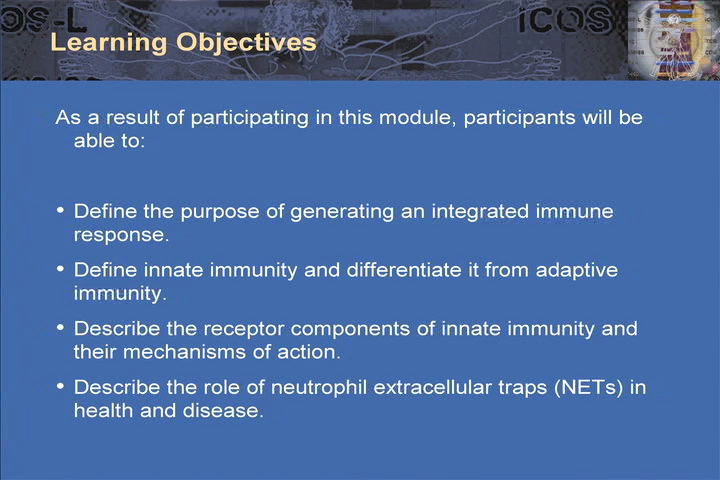 OS-L
ICOS
Learning Objectives
As a result of participating in this module, participants will be
able to:
• Define the purpose of generating an integrated immune
response.
• Define innate immunity and differentiate it from adaptive
immunity.
• Describe the receptor components of innate immunity and
their mechanisms of action.
• Describe the role of neutrophil extracellular traps (NETs) in
health and disease.